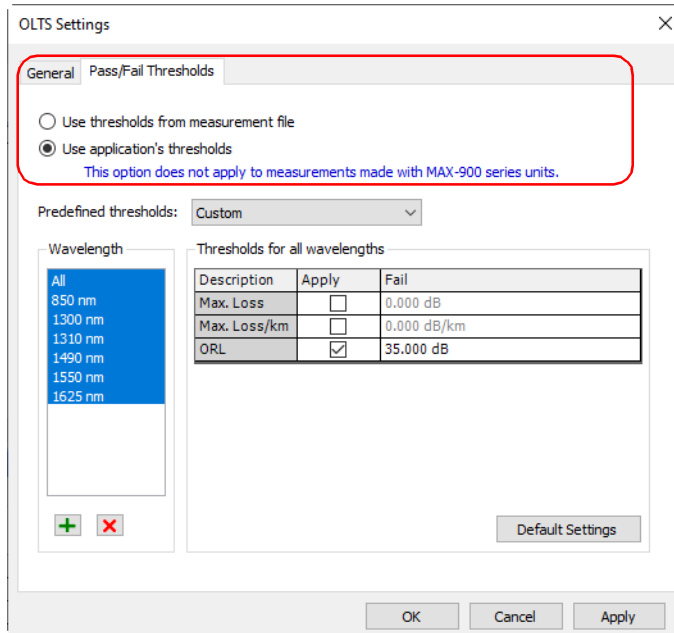 OLTS Settings
General Pass/Fail Thresholds
Use thresholds from measurement file
Use application's thresholds
This option does not apply to measurements made with MAX-900 series units.
Predefined thresholds: Custom
Wavelength Thresholds for all wavelengths
All
850 nm
1300 nm
1310 nm
1490 nm
1550 nm
1625 nm
Description Apply Fail
Max. Loss 0.000 dB
Max. Loss/km 0.000 dB/km
ORL 35.000 dB
Default Settings
OK Cancel Apply